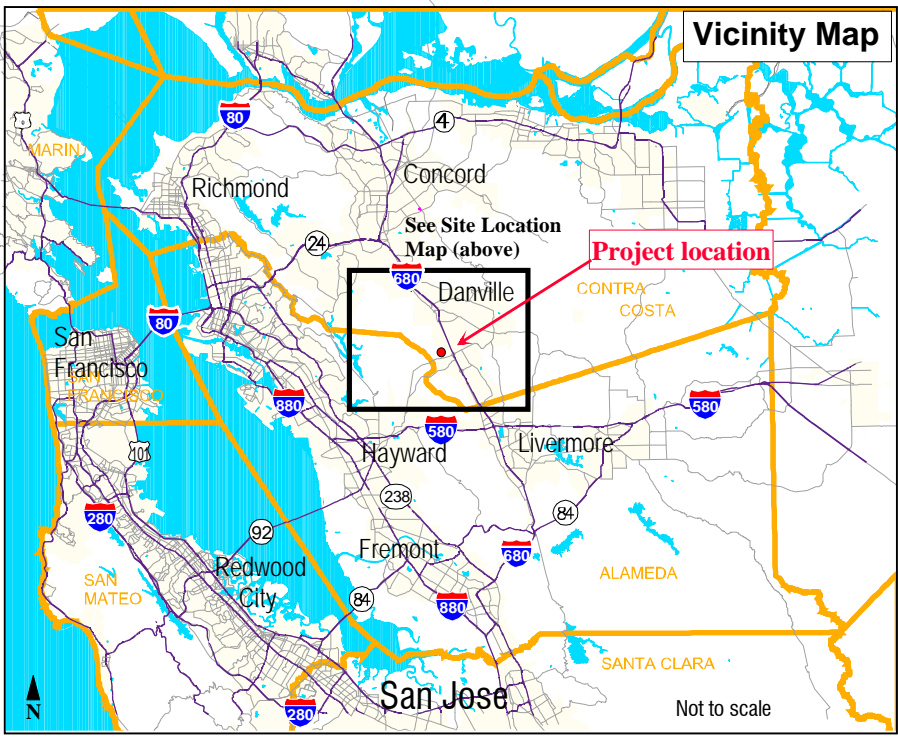 Vicinity Map
80
4
MARIN
Concord
Richmond
See Site Location
Map (above)
24
Project location
680
Danville
CONTRA
COSTA
80
San
Francisco
SAN
FRANCISCO
880
580
580
Hayward
Livermore
101
238
84
280
92
Fremont
680
Redwood
City
ALAMEDA
SAN
MATEO
84
880
SANTA CLARA
San Jose
Not to scale
280
N